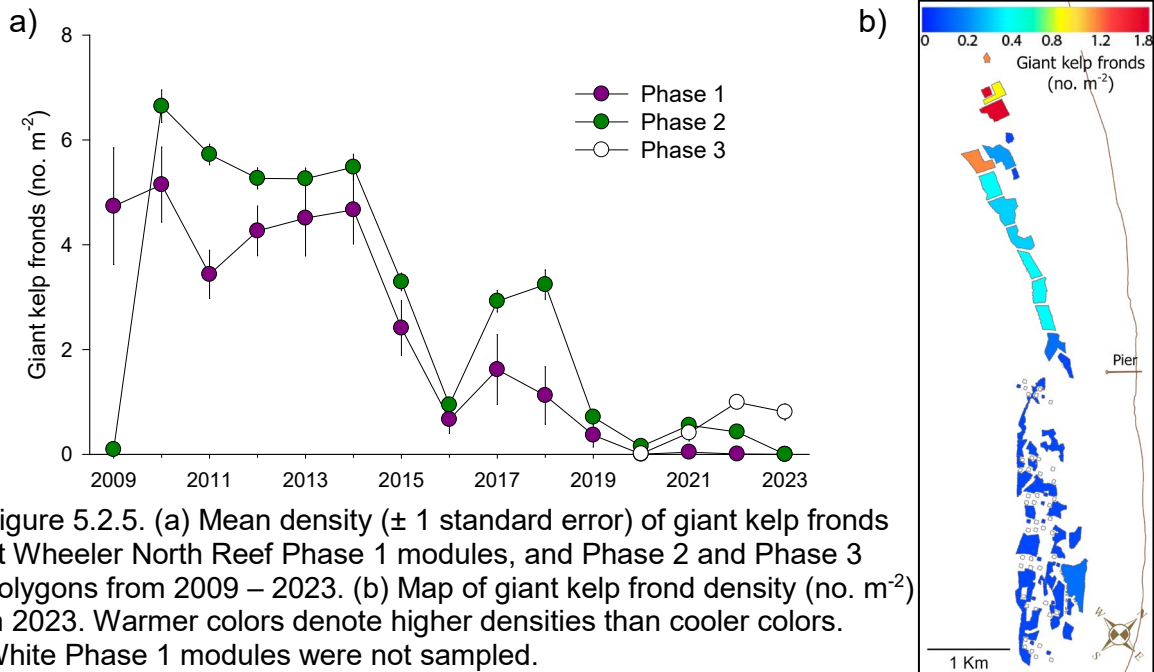 a)
8
6
4
2
0
Giant kelp fronds (no. m-2)
Phase 1
Phase 2
Phase 3
2009 2011 2013 2015 2017 2019 2021 2023
b)
0 0.2 0.4 0.8 1.2 1.8
Giant kelp fronds
(no. m-2)
Pier
1 Km
W N
S E
igure 5.2.5. (a) Mean density (± 1 standard error) of giant kelp fronds
t Wheeler North Reef Phase 1 modules, and Phase 2 and Phase 3
olygons from 2009 – 2023. (b) Map of giant kelp frond density (no. m-2)
n 2023. Warmer colors denote higher densities than cooler colors.
White Phase 1 modules were not sampled.